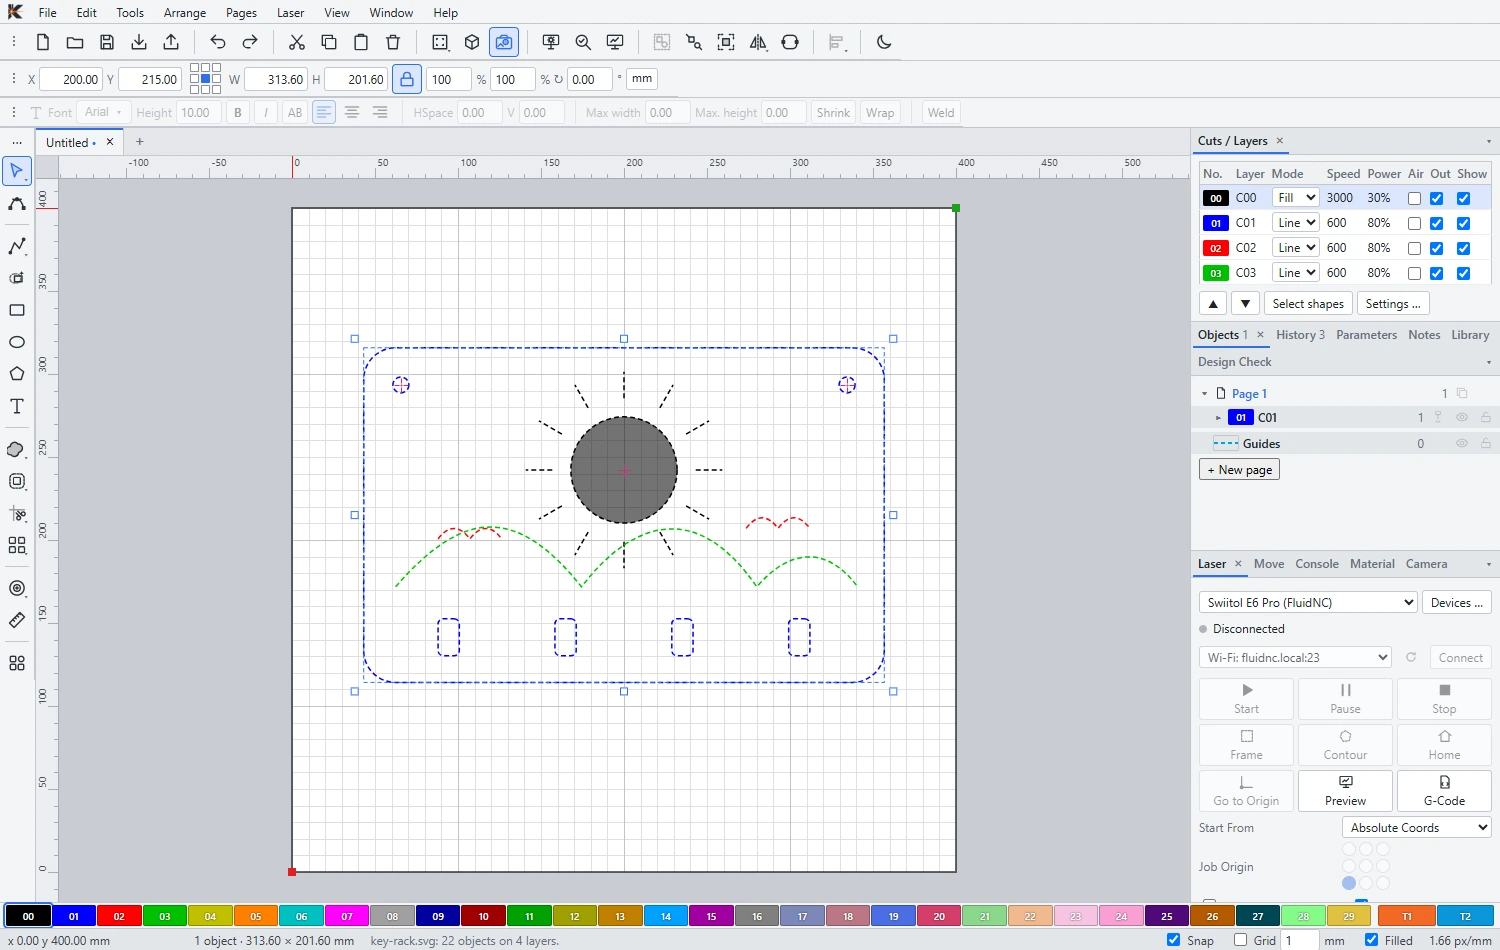 File Edit Tools Arrange Pages Laser View Window Help
X 200.00 Y 215.00 W 313.60 H 201.60 100 % 100 % 0.00 ° mm
Font Arial Height 10.00 B I AB HSpace 0.00 V 0.00 Max width 0.00 Max. height 0.00 Shrink Wrap Weld
Untitled • × +
-100 -50 0 50 100 150 200 250 300 350 400 450 500
400
350
300
250
200
150
100
50
0
Cuts / Layers ×
No. Layer Mode Speed Power Air Out Show
00 C00 Fill 3000 30%
01 C01 Line 600 80%
02 C02 Line 600 80%
03 C03 Line 600 80%
▲ ▼ Select shapes Settings ...
Objects 1 × History 3 Parameters Notes Library
Design Check
Page 1 1
01 C01 1
Guides 0
+ New page
Laser × Move Console Material Camera
Swiitol E6 Pro (FluidNC) Devices ...
Disconnected
Wi-Fi: fluidnc.local:23 Connect
Start Pause Stop
Frame Contour Home
Go to Origin Preview G-Code
Start From Absolute Coords
Job Origin
00 01 02 03 04 05 06 07 08 09 10 11 12 13 14 15 16 17 18 19 20 21 22 23 24 25 26 27 28 29 T1 T2
x 0.00 y 400.00 mm 1 object · 313.60 × 201.60 mm key-rack.svg: 22 objects on 4 layers. Snap Grid 1 mm Filled 1.66 px/mm